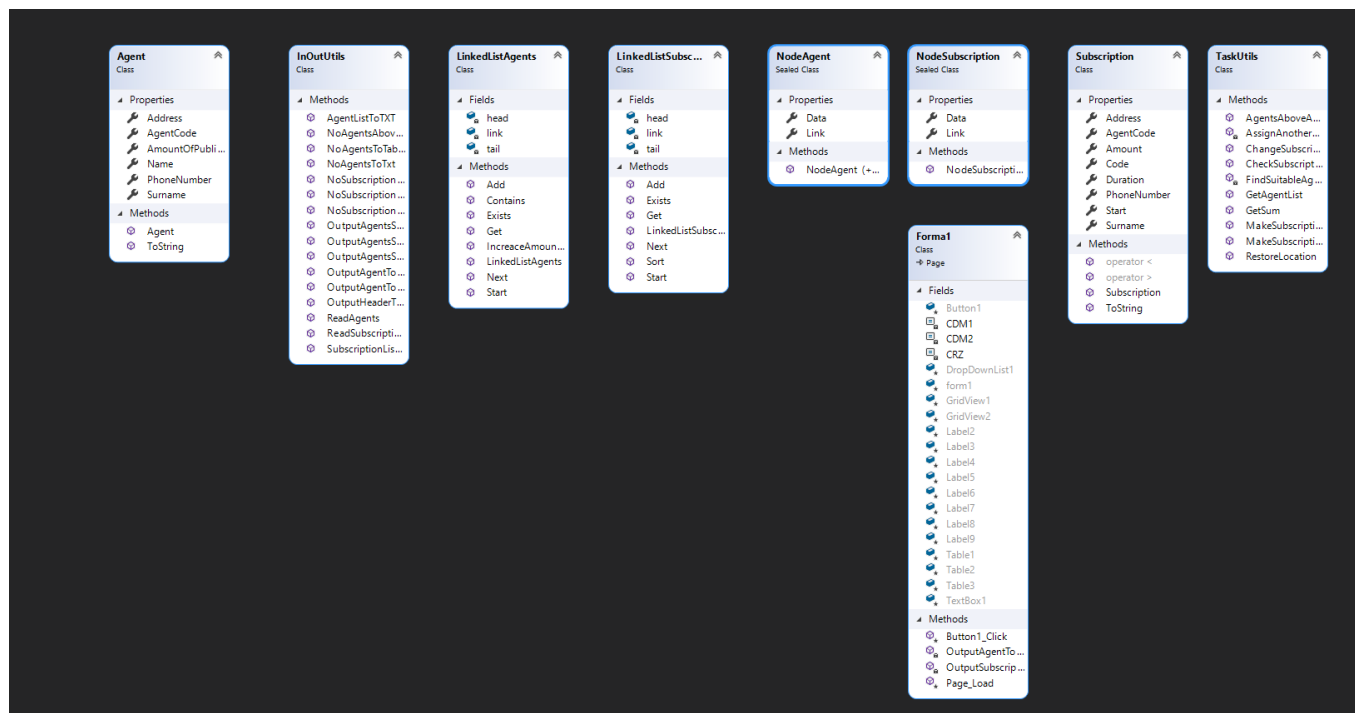 Agent
Class
Properties
Address
AgentCode
AmountOfPubli...
Name
PhoneNumber
Surname
Methods
Agent
ToString
InOutUtils
Class
Methods
AgentListToTXT
NoAgentsAbov...
NoAgentsToTab...
NoAgentsToTxt
NoSubscription...
NoSubscription...
NoSubscription...
OutputAgentsS...
OutputAgentsS...
OutputAgentsS...
OutputAgentTo...
OutputAgentTo...
OutputHeaderT...
ReadAgents
ReadSubscripti...
SubscriptionLis...
LinkedListAgents
Class
Fields
head
link
tail
Methods
Add
Contains
Exists
Get
IncreaceAmoun...
LinkedListAgents
Next
Start
LinkedListSubsc...
Class
Fields
head
link
tail
Methods
Add
Exists
Get
LinkedListSubsc...
Next
Sort
Start
NodeAgent
Sealed Class
Properties
Data
Link
Methods
NodeAgent (+...
NodeSubscription
Sealed Class
Properties
Data
Link
Methods
NodeSubscripti...
Forma1
Class
Page
Fields
Button1
CDM1
CDM2
CRZ
DropDownList1
form1
GridView1
GridView2
Label2
Label3
Label4
Label5
Label6
Label7
Label8
Label9
Table1
Table2
Table3
TextBox1
Methods
Button1_Click
OutputAgentTo...
OutputSubscrip...
Page_Load
Subscription
Class
Properties
Address
AgentCode
Amount
Code
Duration
PhoneNumber
Start
Surname
Methods
operator <
operator >
Subscription
ToString
TaskUtils
Class
Methods
AgentsAboveA...
AssignAnother...
ChangeSubscri...
CheckSubscript...
FindSuitableAg...
GetAgentList
GetSum
MakeSubscripti...
MakeSubscripti...
RestoreLocation